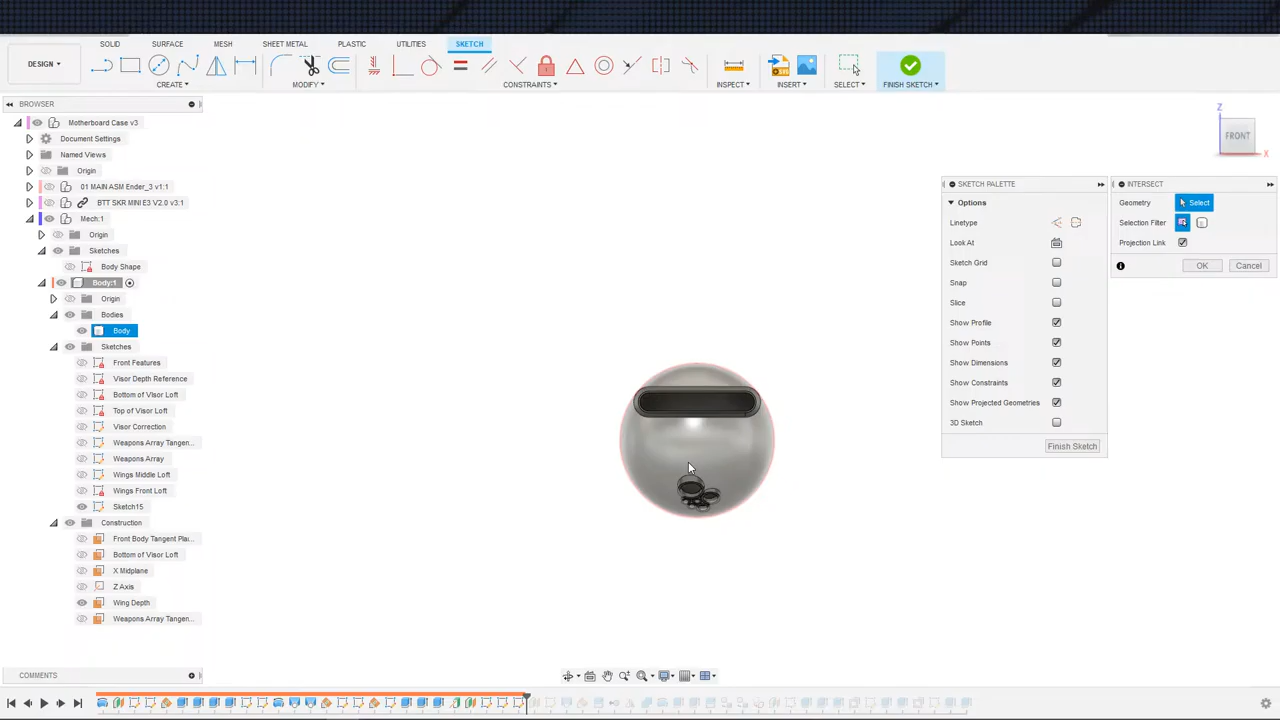 SOLID SURFACE MESH SHEET METAL PLASTIC UTILITIES SKETCH
DESIGN
CREATE MODIFY CONSTRAINTS INSPECT INSERT SELECT FINISH SKETCH
BROWSER
Motherboard Case v3
Document Settings
Named Views
Origin
01 MAIN ASM Ender_3 v1:1
BTT SKR MINI E3 V2.0 v3:1
Mech:1
Origin
Sketches
Body Shape
Body:1
Origin
Bodies
Body
Sketches
Front Features
Visor Depth Reference
Bottom of Visor Loft
Top of Visor Loft
Visor Correction
Weapons Array Tangen...
Weapons Array
Wings Middle Loft
Wings Front Loft
Sketch15
Construction
Front Body Tangent Pla...
Bottom of Visor Loft
X Midplane
Z Axis
Wing Depth
Weapons Array Tangen...
COMMENTS
Z
FRONT
X
SKETCH PALETTE
Options
Linetype
Look At
Sketch Grid
Snap
Slice
Show Profile
Show Points
Show Dimensions
Show Constraints
Show Projected Geometries
3D Sketch
Finish Sketch
INTERSECT
Geometry Select
Selection Filter
Projection Link
OK Cancel